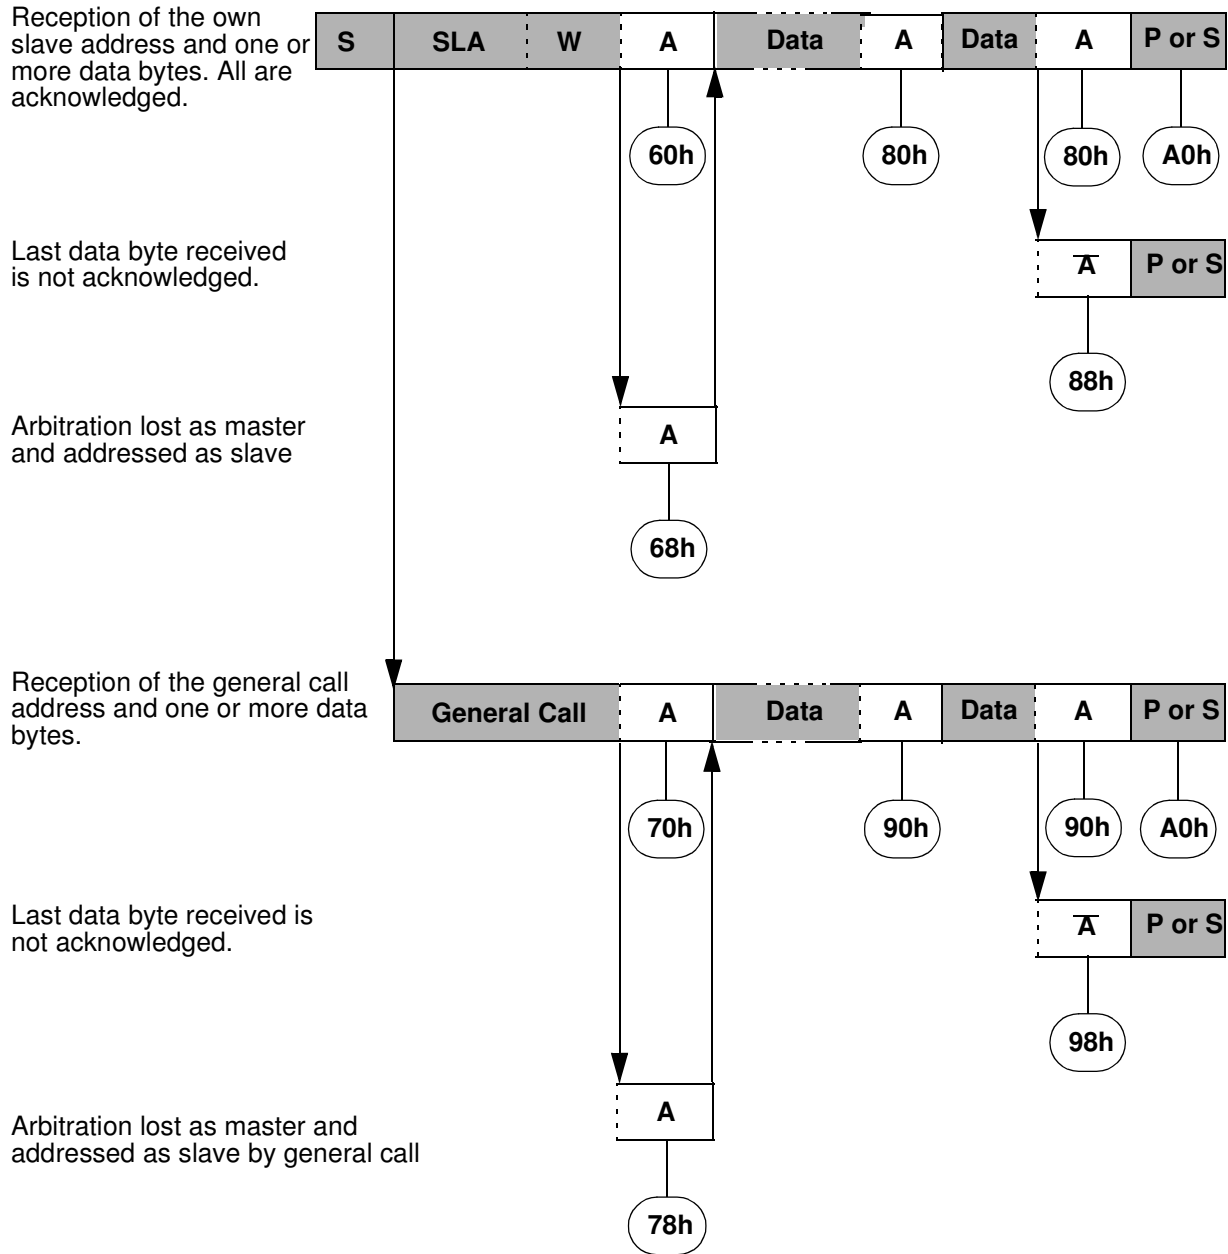 Reception of the own
slave address and one or
more data bytes. All are
acknowledged.
S SLA W A Data A Data A P or S
60h 80h 80h A0h
Last data byte received
is not acknowledged.
A̅ P or S
88h
Arbitration lost as master
and addressed as slave
A
68h
Reception of the general call
address and one or more data
bytes.
General Call A Data A Data A P or S
70h 90h 90h A0h
Last data byte received is
not acknowledged.
A̅ P or S
98h
Arbitration lost as master and
addressed as slave by general call
A
78h